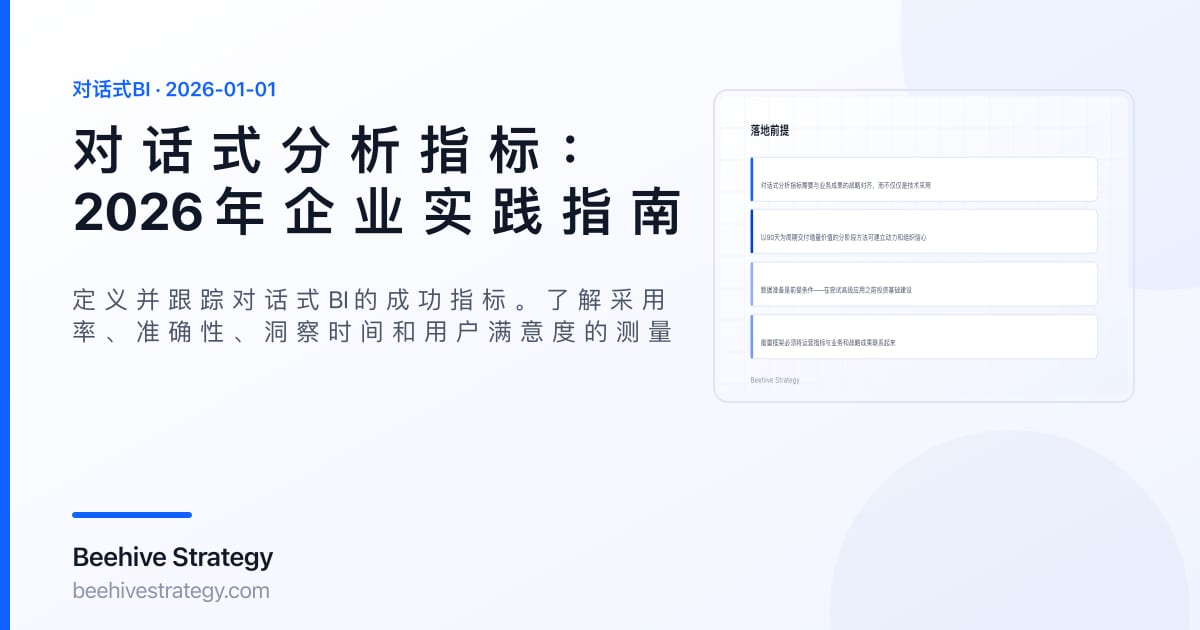 对话式BI · 2026-01-01
对话式分析指标：
2026年企业实践指南
定义并跟踪对话式BI的成功指标。了解采用
率、准确性、洞察时间和用户满意度的测量
落地前提
对话式分析指标需要与业务成果的战略对齐，而不仅仅是技术采用
以90天为周期交付增量价值的分阶段方法可建立动力和组织信心
数据准备是前提条件——在尝试高级应用之前投资基础建设
衡量框架必须将运营指标与业务和战略成果联系起来
Beehive Strategy
Beehive Strategy
beehivestrategy.com